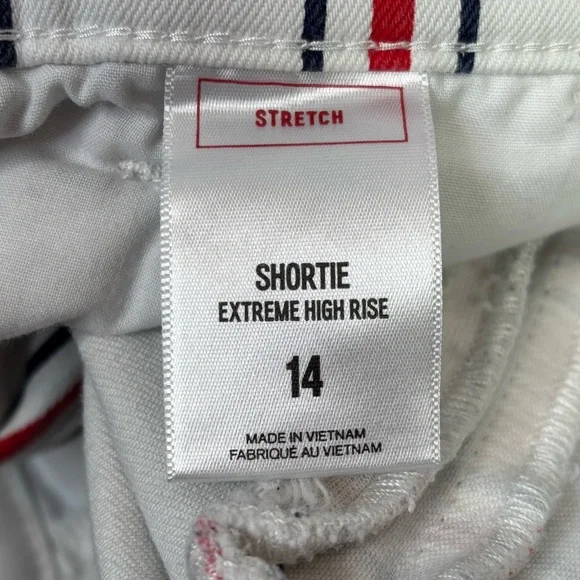 STRETCH
SHORTIE
EXTREME HIGH RISE
14
MADE IN VIETNAM
FABRIQUÉ AU VIETNAM